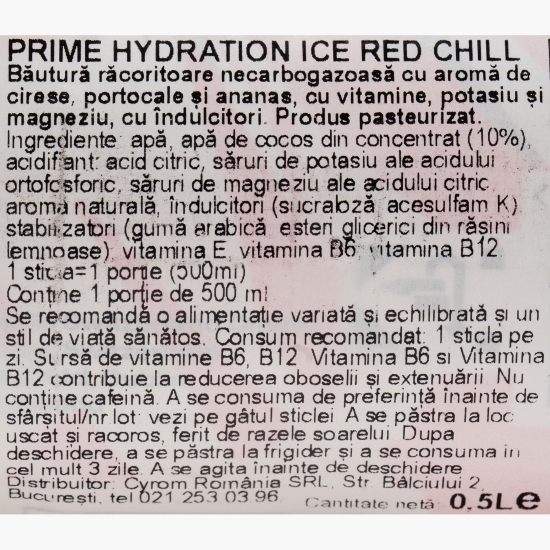 PRIME HYDRATION ICE RED CHILL
Băutură răcoritoare necarbogazoasă cu aromă de
cirese, portocale și ananas, cu vitamine, potasiu și
magneziu, cu îndulcitori. Produs pasteurizat.
Ingrediente: apă, apă de cocos din concentrat (10%),
acidifiant: acid citric, săruri de potasiu ale acidului
ortofosforic, săruri de magneziu ale acidului citric,
aromă naturală, îndulcitori (sucraloză, acesulfam K),
stabilizatori (gumă arabică, esteri glicerici din rășini
lemnoase), vitamina E, vitamina B6, vitamina B12.
1 sticla=1 porție (500ml)
Conține 1 porție de 500 ml
Se recomandă o alimentație variată și echilibrată și un
stil de viață sănătos. Consum recomandat: 1 sticla pe
zi. Sursă de vitamine B6, B12. Vitamina B6 si Vitamina
B12 contribuie la reducerea oboselii și extenuării. Nu
conține cafeină. A se consuma de preferință înainte de
sfârșitul/nr.lot: vezi pe gâtul sticlei. A se păstra la loc
uscat și racoros, ferit de razele soarelui. Dupa
deschidere, a se păstra la frigider și a se consuma in
cel mult 3 zile. A se agita înainte de deschidere.
Distribuitor: Cyrom România SRL, Str. Bâlciului 2,
București, tel 021 253 03 96. Cantitate netă: 0,5L e